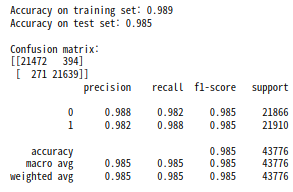 Accuracy on training set: 0.989
Accuracy on test set: 0.985
Confusion matrix:
[[21472   394]
 [  271 21639]]
              precision    recall  f1-score   support
           0      0.988     0.982     0.985     21866
           1      0.982     0.988     0.985     21910
    accuracy                          0.985     43776
   macro avg      0.985     0.985     0.985     43776
weighted avg      0.985     0.985     0.985     43776